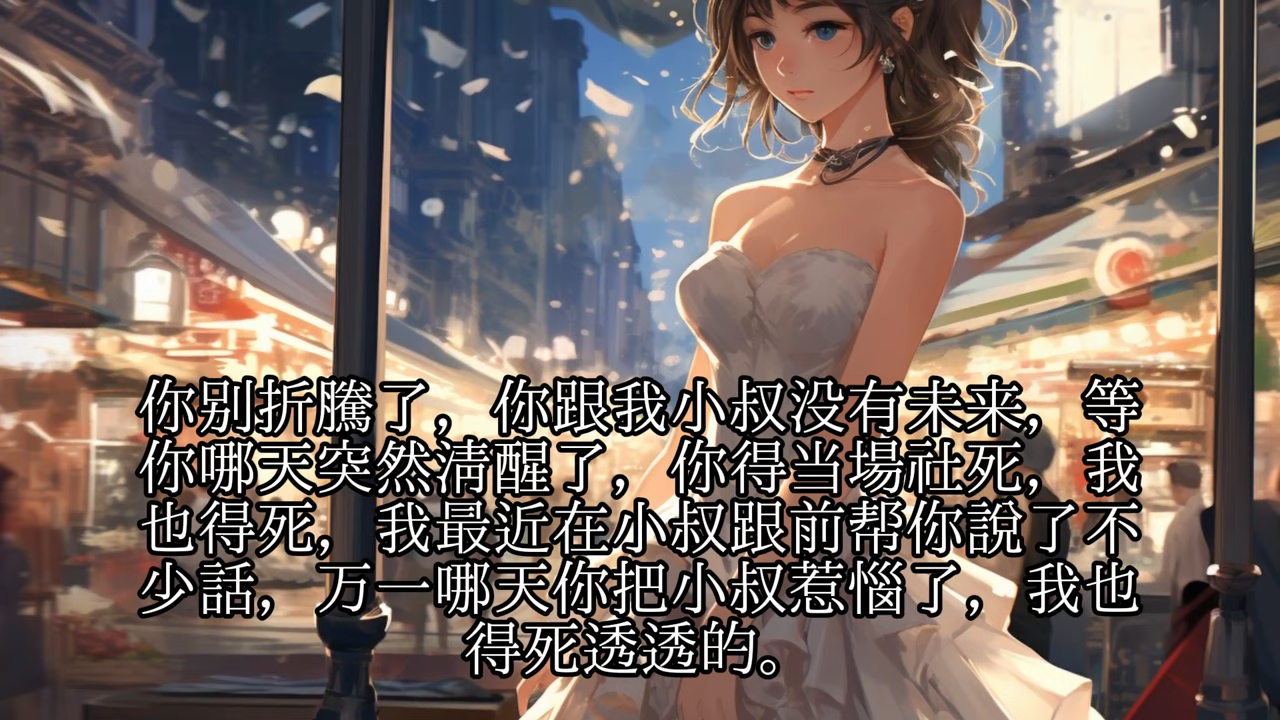 你别折騰了，你跟我小叔没有未来，等
你哪天突然清醒了，你得当場社死，我
也得死，我最近在小叔跟前帮你説了不
少話，万一哪天你把小叔惹惱了，我也
得死透透的。